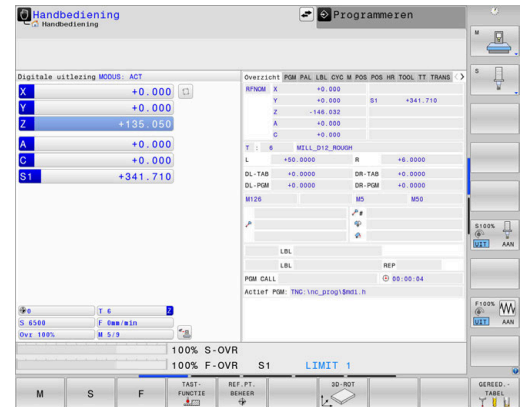 Handbediening
Handbediening
Programmeren
Digitale uitlezing MODUS: ACT
X +0.000
Y +0.000
Z +135.050
A +0.000
C +0.000
S1 +341.710
0 T 6 Z
S 6500 F 0mm/min
Ovr 100% M 5/9
Overzicht PGM PAL LBL CYC M POS POS HR TOOL TT TRANS
RFNOM X +0.000
Y +0.000 S1 +341.710
Z -146.032
A +0.000
C +0.000
T : 6 MILL_D12_ROUGH
L +50.0000 R +6.0000
DL-TAB +0.0000 DR-TAB +0.0000
DL-PGM +0.0000 DR-PGM +0.0000
M126 M5 M50
P#
P
LBL
LBL REP
PGM CALL 00:00:04
Actief PGM: TNC:\nc_prog\$mdi.h
100% S-OVR
100% F-OVR S1 LIMIT 1
M
S
S100%
UIT AAN
F100% W
UIT AAN
M
S
F
TAST-
FUNCTIE
REF.PT.
BEHEER
3D-ROT
GEREED.-
TABEL